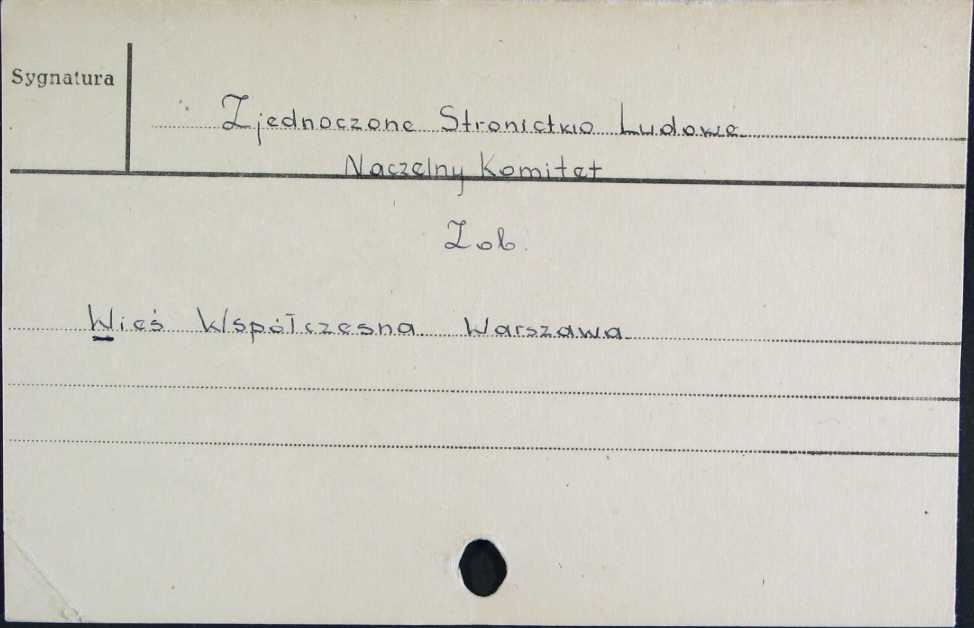 Sygnatura
Zjednoczone Stronictwo Ludowe
Naczelny Komitet
Zob.
Wieś Współczesna Warszawa